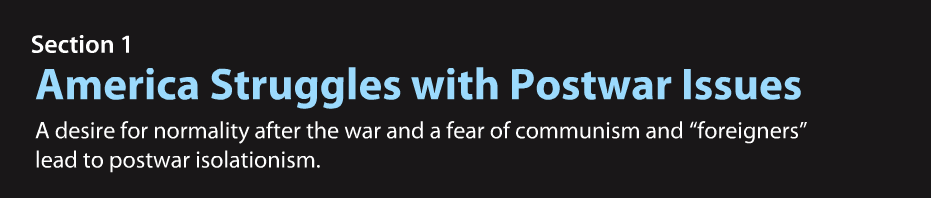 Section 1
America Struggles with Postwar Issues
A desire for normality after the war and a fear of communism and “foreigners”
lead to postwar isolationism.